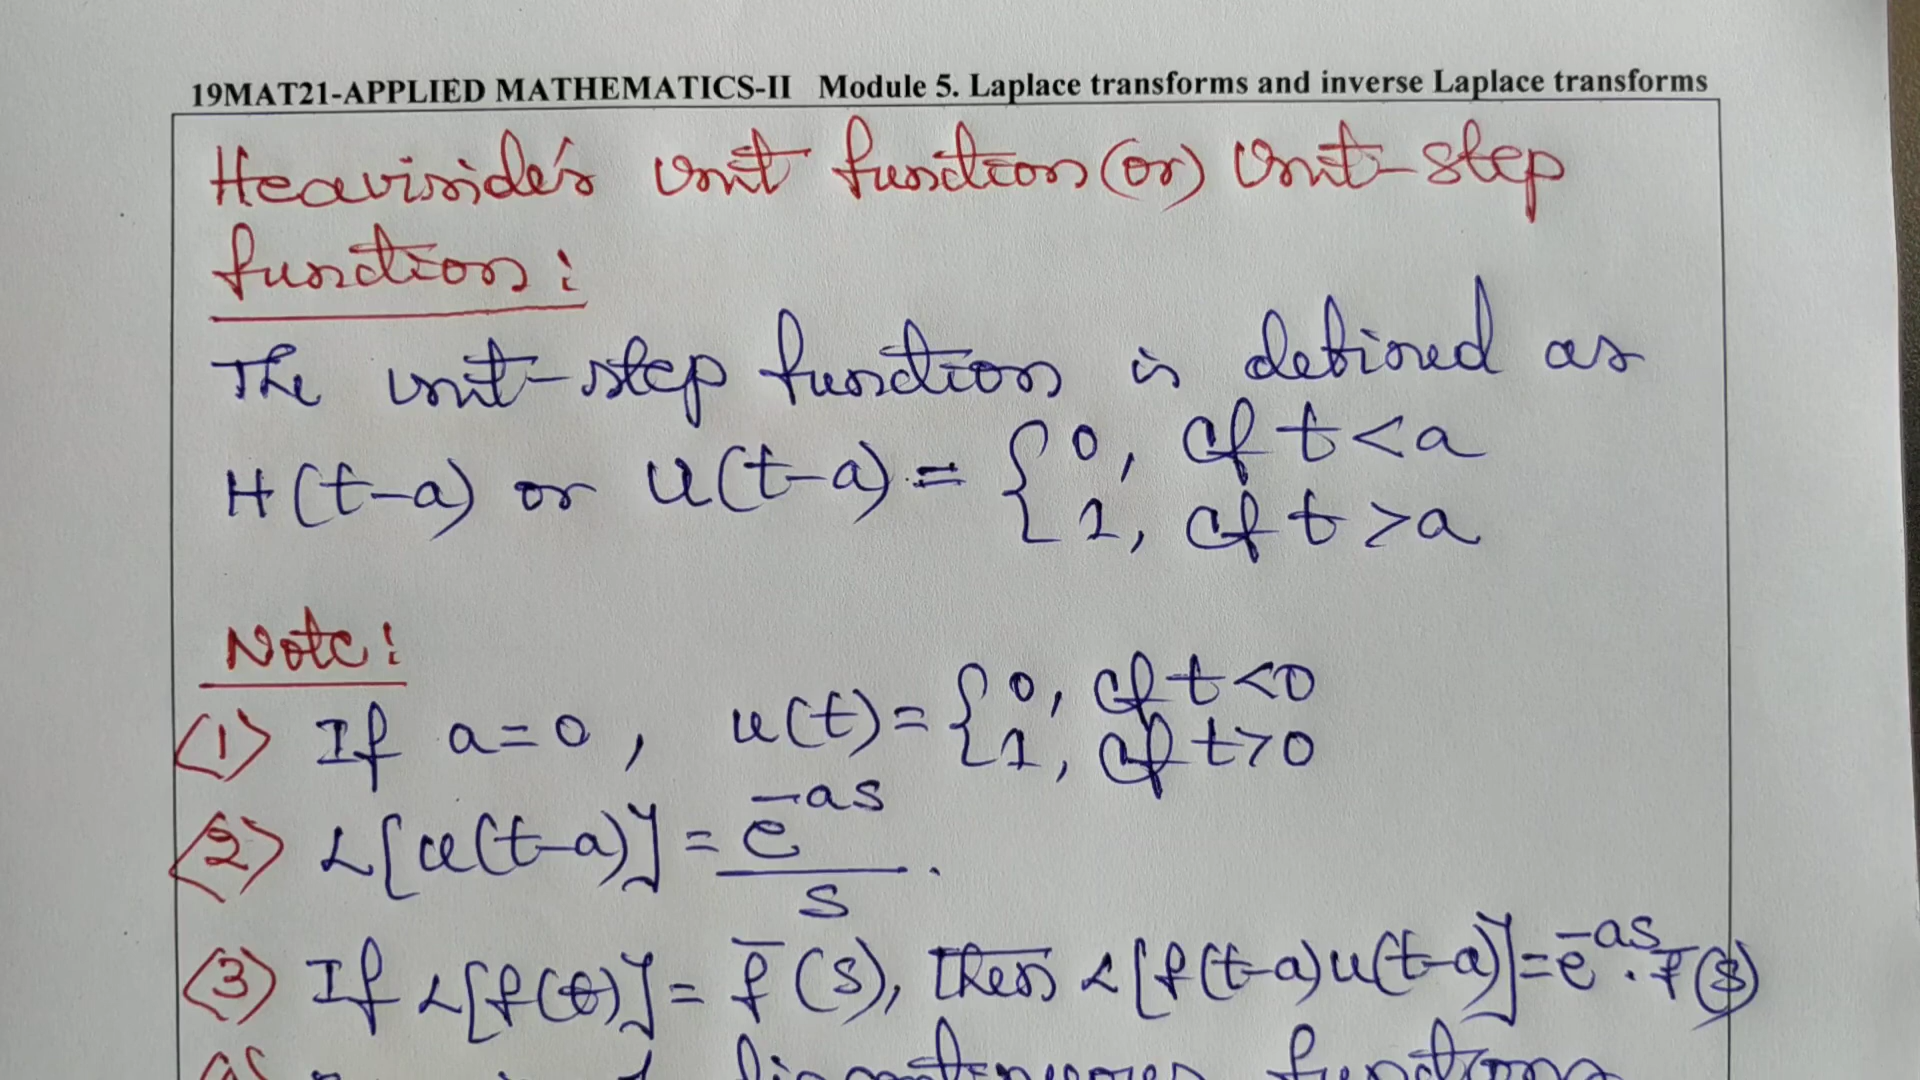 19MAT21-APPLIED MATHEMATICS-II Module 5. Laplace transforms and inverse Laplace transforms
Heaviside's unit function (or) Unit-step
function:
The unit-step function is defined as
H(t-a) or u(t-a) = { 0, if t<a
1, if t>a
Note:
(1) If a=0, u(t) = { 0, if t<0
1, if t>0
(2) L[u(t-a)] = e^-as / s .
(3) If L[f(t)] = f̄(s), then L[f(t-a)u(t-a)] = e^-as . f̄(s)
discontinuous functions